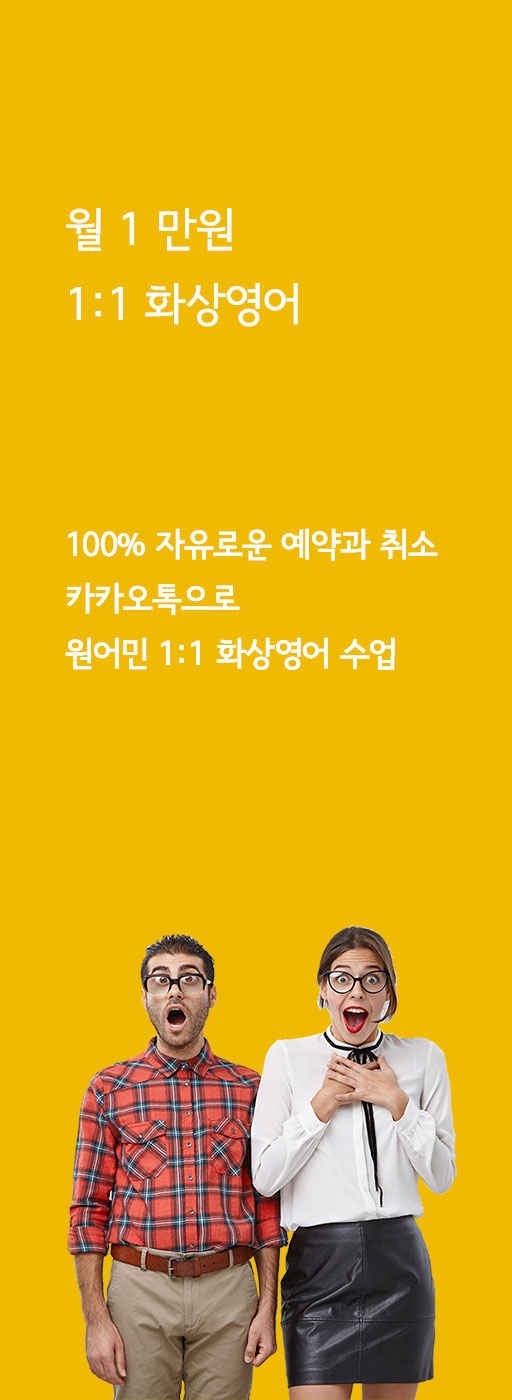 월 1 만원
1:1 화상영어
100% 자유로운 예약과 취소
카카오톡으로
원어민 1:1 화상영어 수업